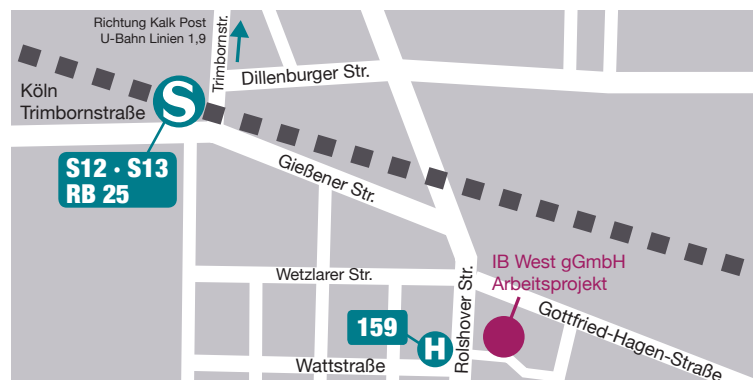 Richtung Kalk Post
U-Bahn Linien 1,9
Trimbornstr.
Dillenburger Str.
Köln
Trimbornstraße
S
S12 · S13
RB 25
Gießener Str.
IB West gGmbH
Arbeitsprojekt
Wetzlarer Str.
Rolshover Str.
Gottfried-Hagen-Straße
159
H
Wattstraße